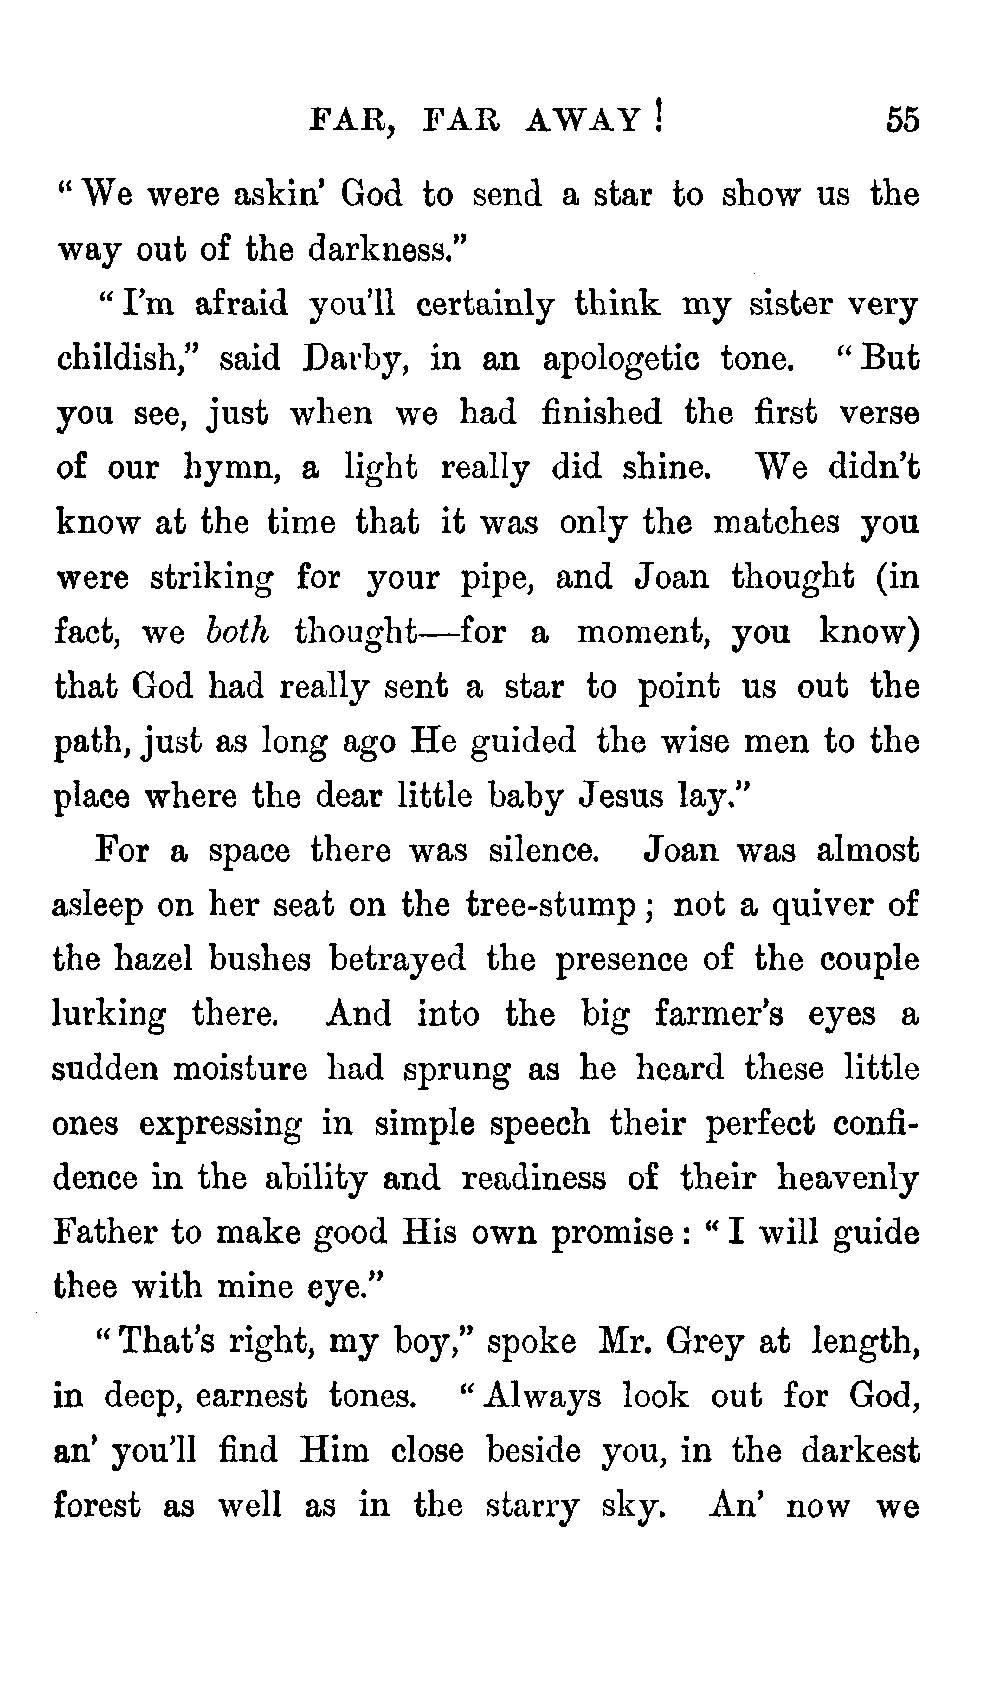 FAR, FAR AWAY! 55
"We were askin' God to send a star to show us the
way out of the darkness."
"I'm afraid you'll certainly think my sister very
childish," said Darby, in an apologetic tone. "But
you see, just when we had finished the first verse
of our hymn, a light really did shine. We didn't
know at the time that it was only the matches you
were striking for your pipe, and Joan thought (in
fact, we both thought—for a moment, you know)
that God had really sent a star to point us out the
path, just as long ago He guided the wise men to the
place where the dear little baby Jesus lay."
For a space there was silence. Joan was almost
asleep on her seat on the tree-stump; not a quiver of
the hazel bushes betrayed the presence of the couple
lurking there. And into the big farmer's eyes a
sudden moisture had sprung as he heard these little
ones expressing in simple speech their perfect confi-
dence in the ability and readiness of their heavenly
Father to make good His own promise: "I will guide
thee with mine eye."
"That's right, my boy," spoke Mr. Grey at length,
in deep, earnest tones. "Always look out for God,
an' you'll find Him close beside you, in the darkest
forest as well as in the starry sky. An' now we